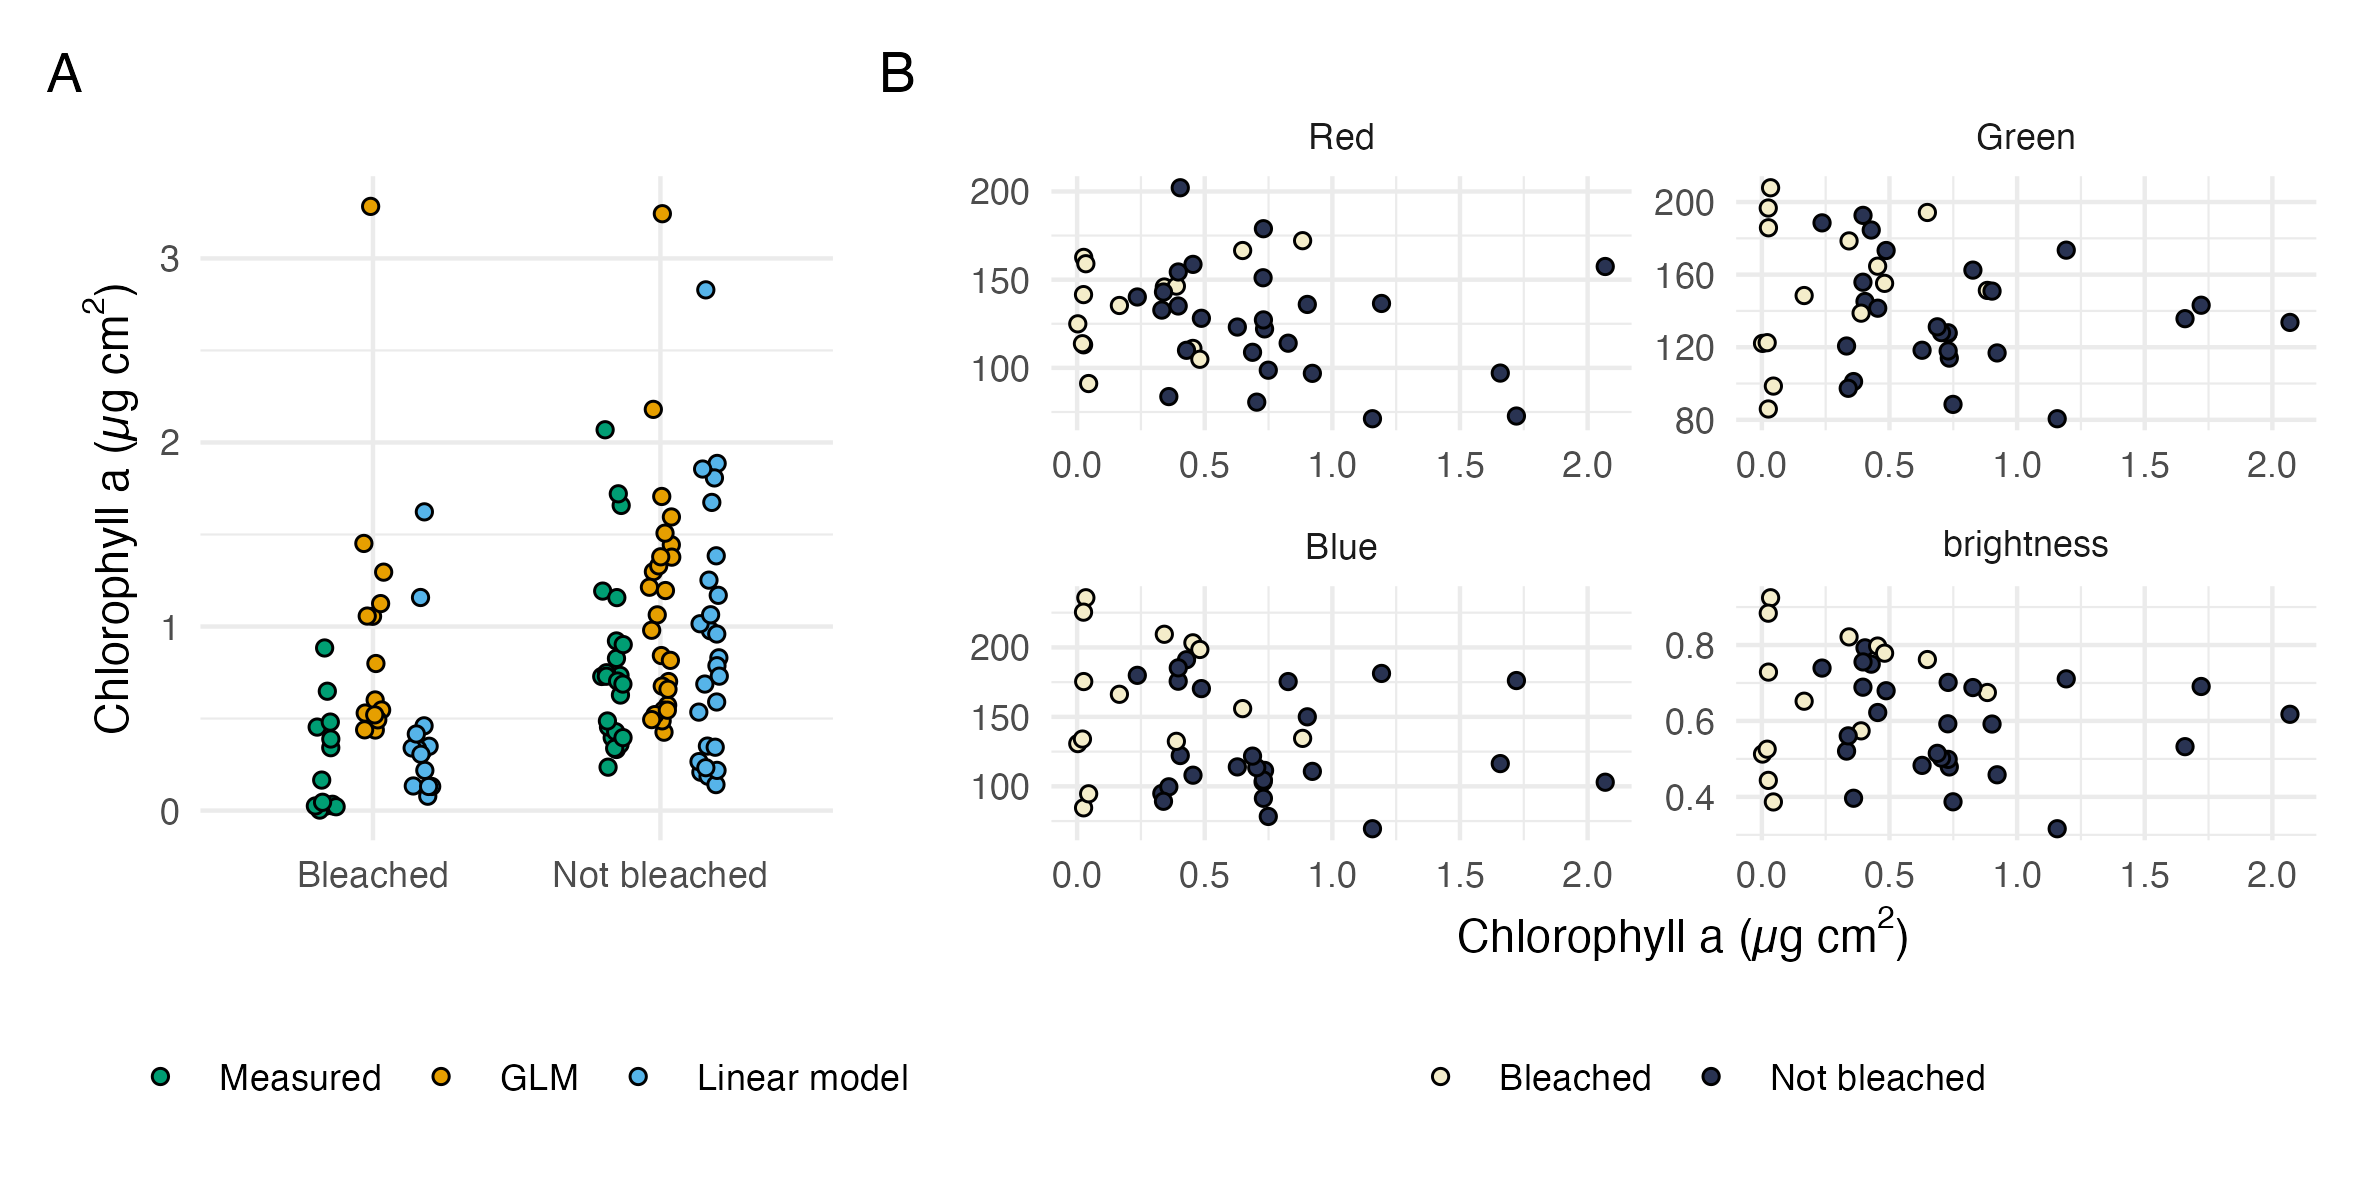 A
B
Chlorophyll a (µg cm²)
3
2
1
0
Bleached
Not bleached
Measured
GLM
Linear model
Red
200
150
100
0.0
0.5
1.0
1.5
2.0
Green
200
160
120
80
0.0
0.5
1.0
1.5
2.0
Blue
200
150
100
0.0
0.5
1.0
1.5
2.0
brightness
0.8
0.6
0.4
0.0
0.5
1.0
1.5
2.0
Chlorophyll a (µg cm²)
Bleached
Not bleached